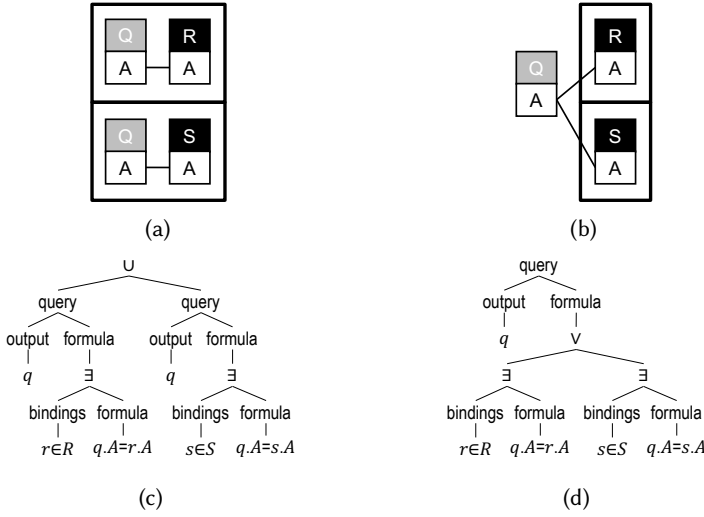 Q R Q R
A A A A
Q S S
A A A
(a) (b)
∪ query
query query output formula
output formula output formula q ∨
q ∃ q ∃ ∃ ∃
bindings formula bindings formula bindings formula bindings formula
r∈R q.A=r.A s∈S q.A=s.A r∈R q.A=r.A s∈S q.A=s.A
(c) (d)